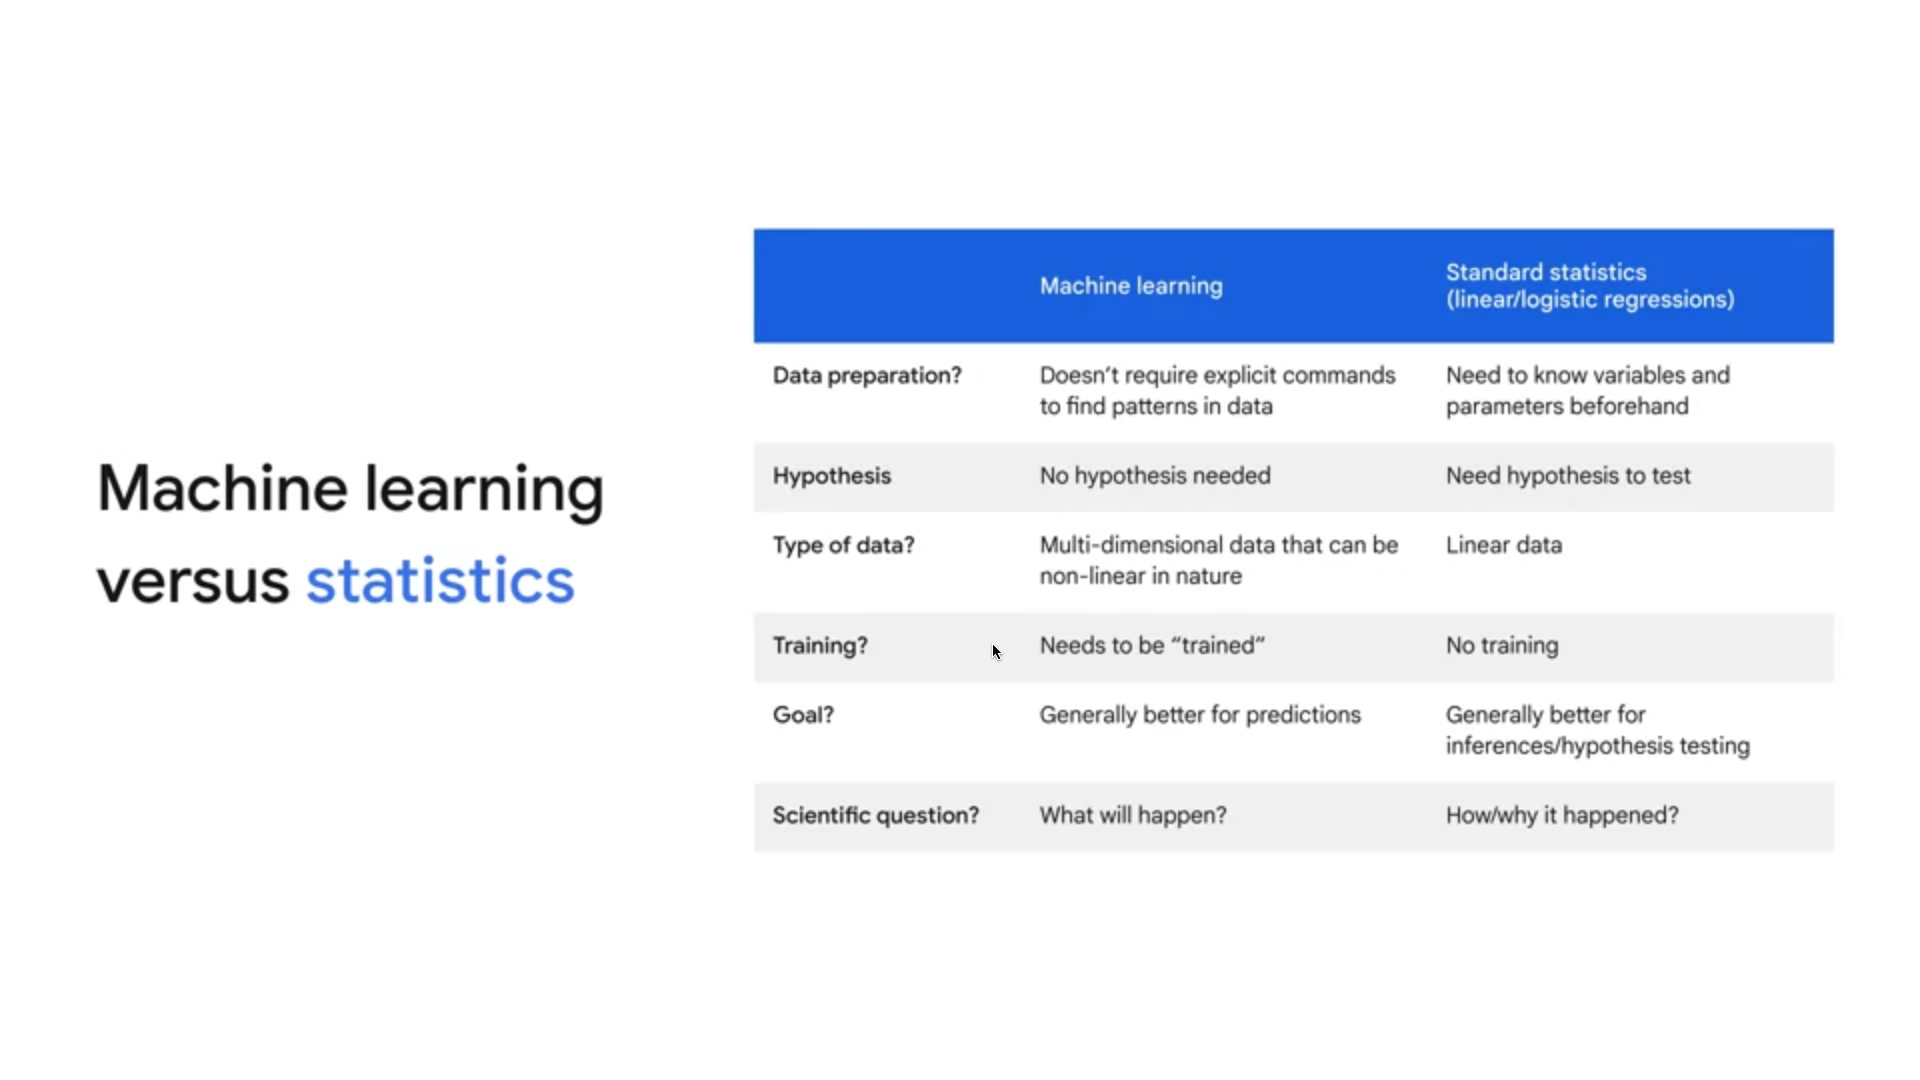 Machine learning
versus statistics
Machine learning
Standard statistics
(linear/logistic regressions)
Data preparation?
Doesn’t require explicit commands
to find patterns in data
Need to know variables and
parameters beforehand
Hypothesis
No hypothesis needed
Need hypothesis to test
Type of data?
Multi-dimensional data that can be
non-linear in nature
Linear data
Training?
Needs to be “trained”
No training
Goal?
Generally better for predictions
Generally better for
inferences/hypothesis testing
Scientific question?
What will happen?
How/why it happened?